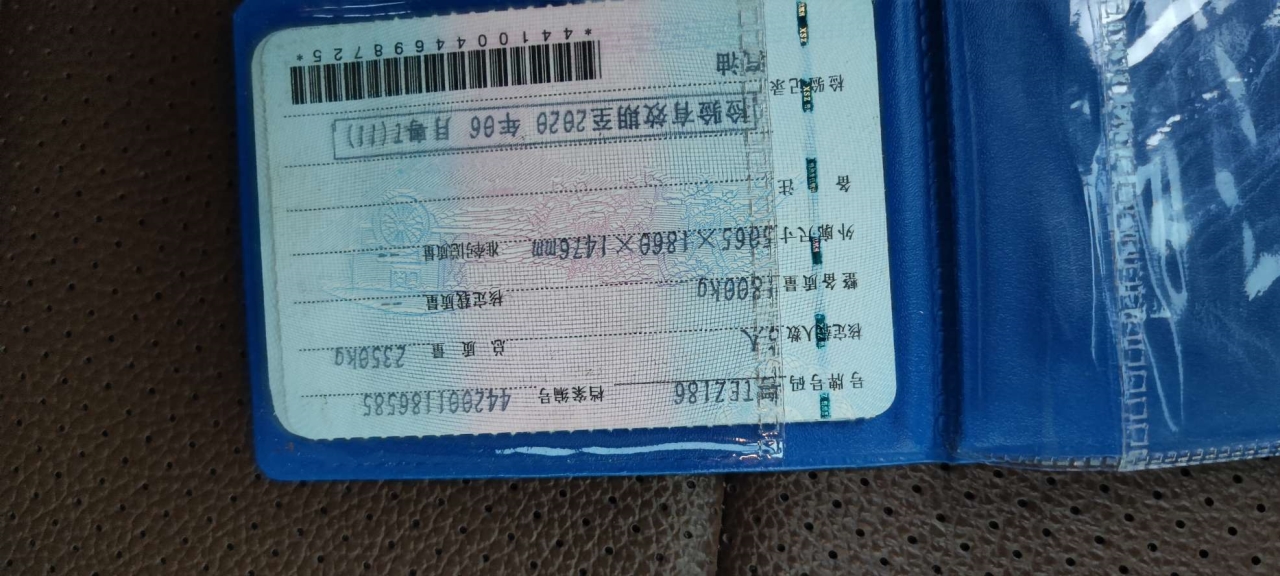 号牌号码 粤TEZ186 档案编号 442001186585
核定载人数 5人 总质量 2350kg
整备质量 1800kg 核定载质量 --
外廓尺寸 5065×1860×1476mm 准牵引总质量 --
备注
检验有效期至2020年06月粤T(11)
检验记录
汽油
*4410044698725*